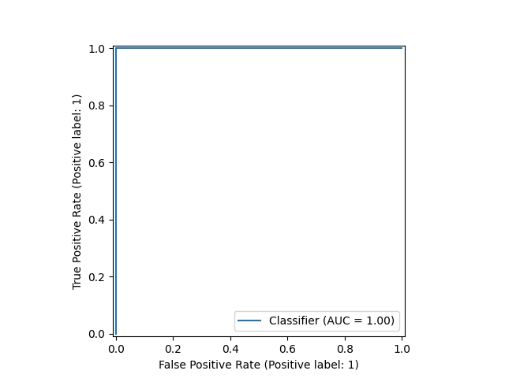 1.0
0.8
0.6
0.4
0.2
0.0
True Positive Rate (Positive label: 1)
Classifier (AUC = 1.00)
0.0 0.2 0.4 0.6 0.8 1.0
False Positive Rate (Positive label: 1)